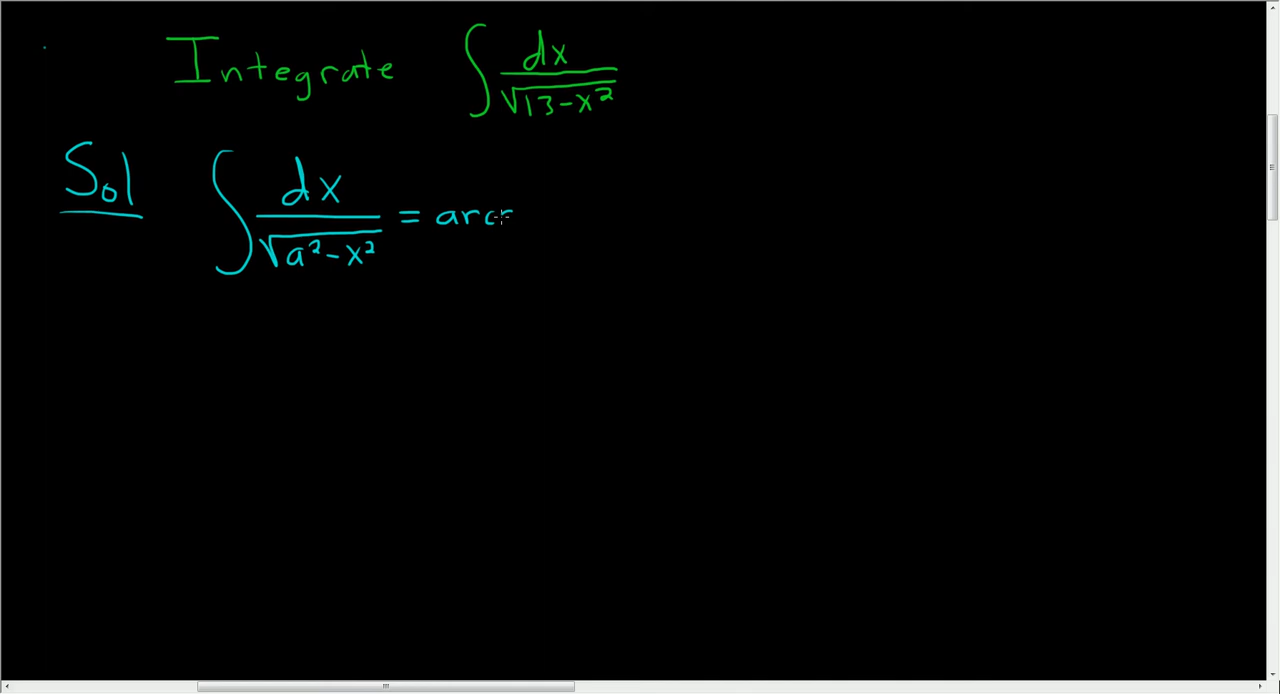 Integrate ∫ dx/√(13-x²)
Sol ∫ dx/√(a²-x²) = arc